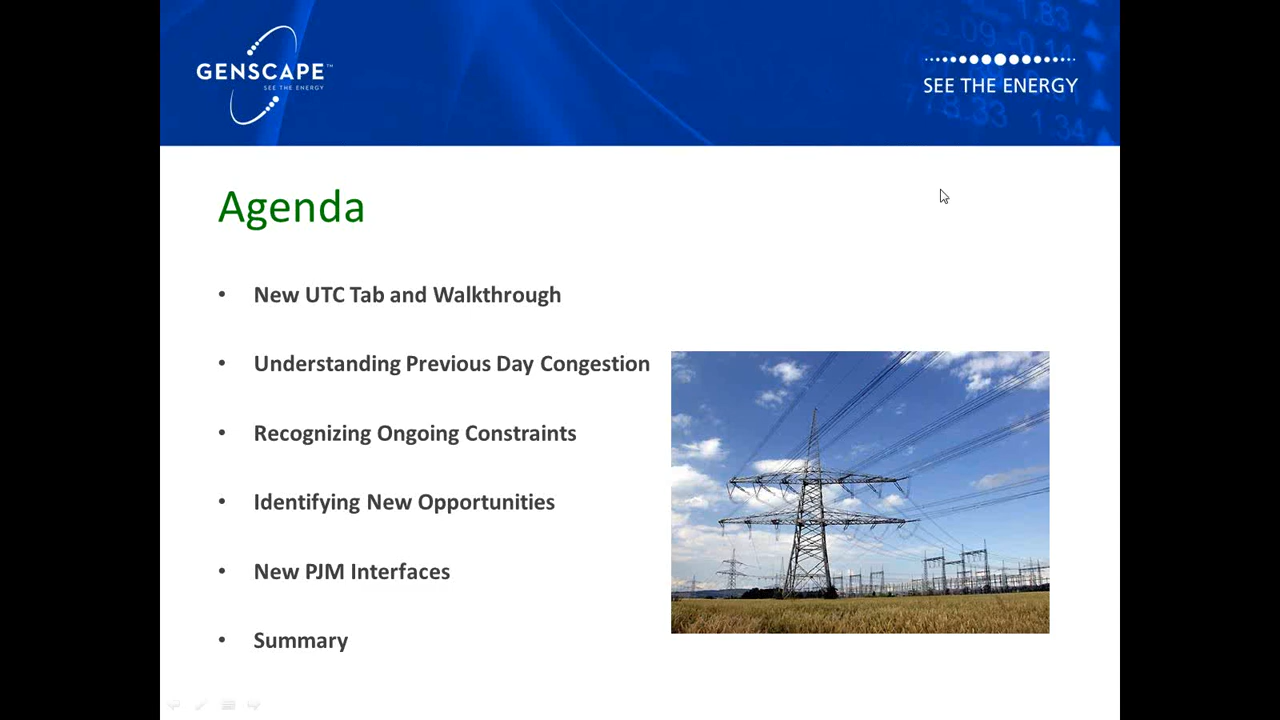 GENSCAPE™
SEE THE ENERGY
SEE THE ENERGY
Agenda
• New UTC Tab and Walkthrough
• Understanding Previous Day Congestion
• Recognizing Ongoing Constraints
• Identifying New Opportunities
• New PJM Interfaces
• Summary